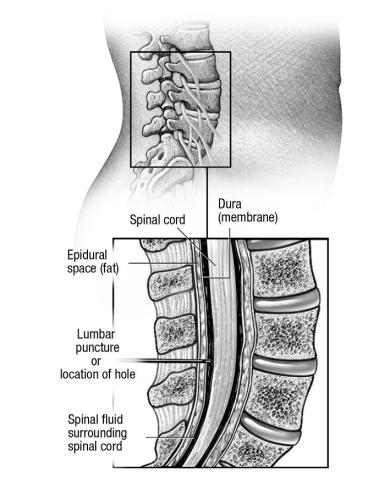 Dura
(membrane)
Spinal cord
Epidural
space (fat)
Lumbar
puncture
or
location of hole
Spinal fluid
surrounding
spinal cord